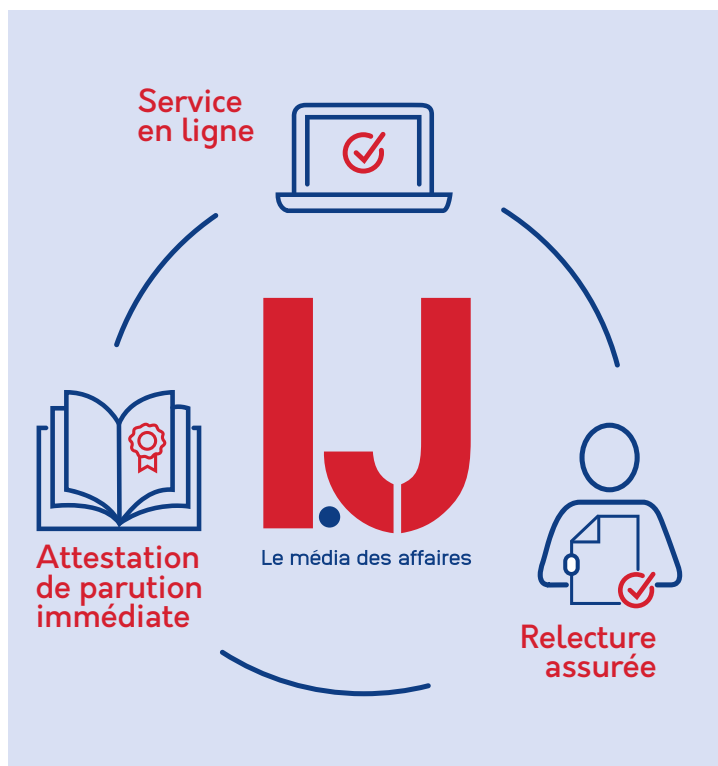 Service
en ligne
I.J
Le média des affaires
Attestation
de parution
immédiate
Relecture
assurée